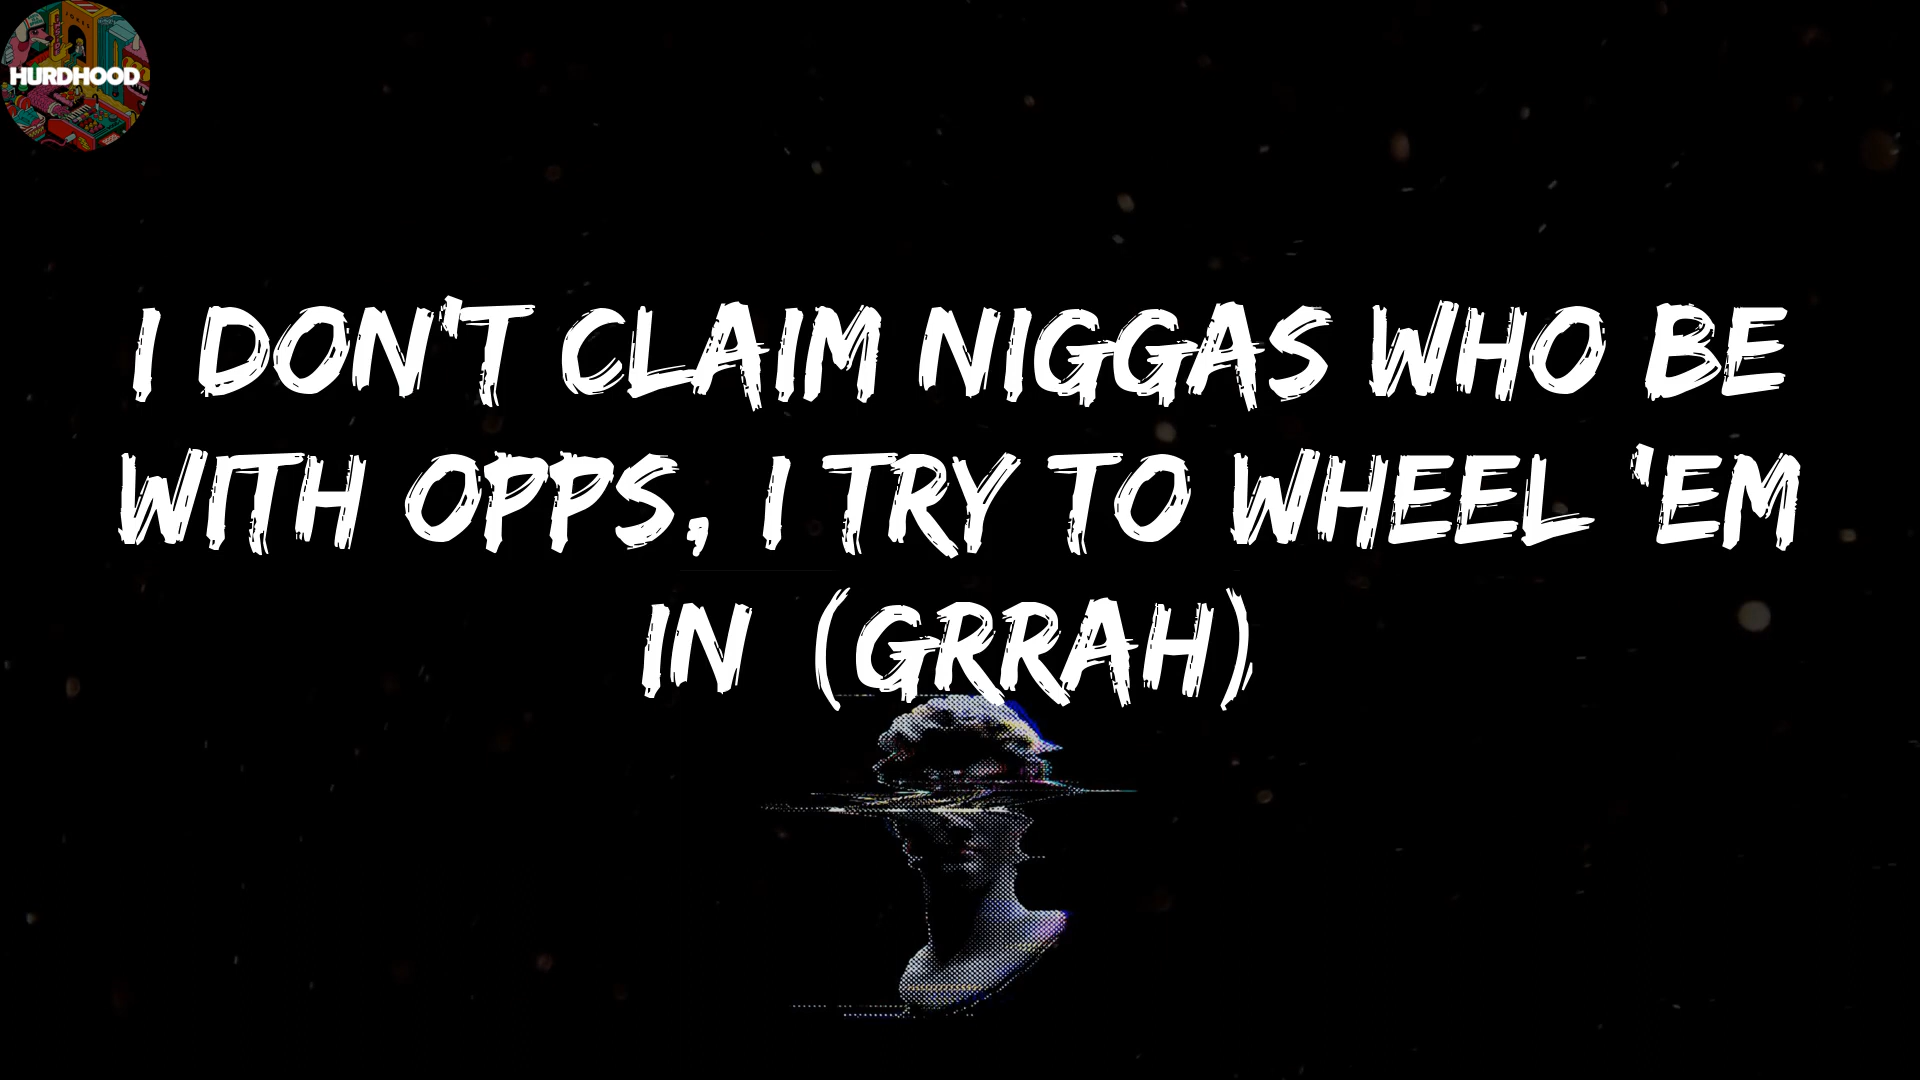 HURDHOOD
I DON'T CLAIM NIGGAS WHO BE
WITH OPPS, I TRY TO WHEEL 'EM
IN (GRRAH)